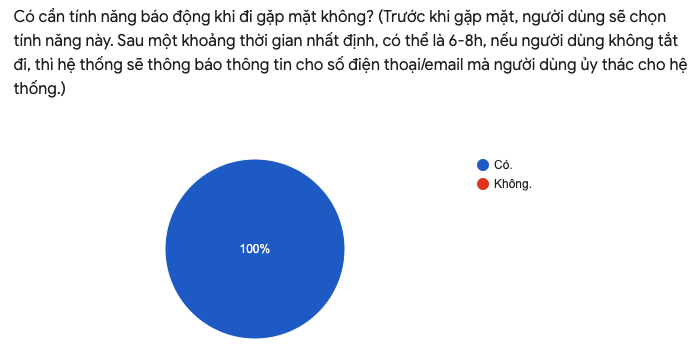 Có cần tính năng báo động khi đi gặp mặt không? (Trước khi gặp mặt, người dùng sẽ chọn
tính năng này. Sau một khoảng thời gian nhất định, có thể là 6-8h, nếu người dùng không tắt
đi, thì hệ thống sẽ thông báo thông tin cho số điện thoại/email mà người dùng ủy thác cho hệ
thống.)
Có.
Không.
100%